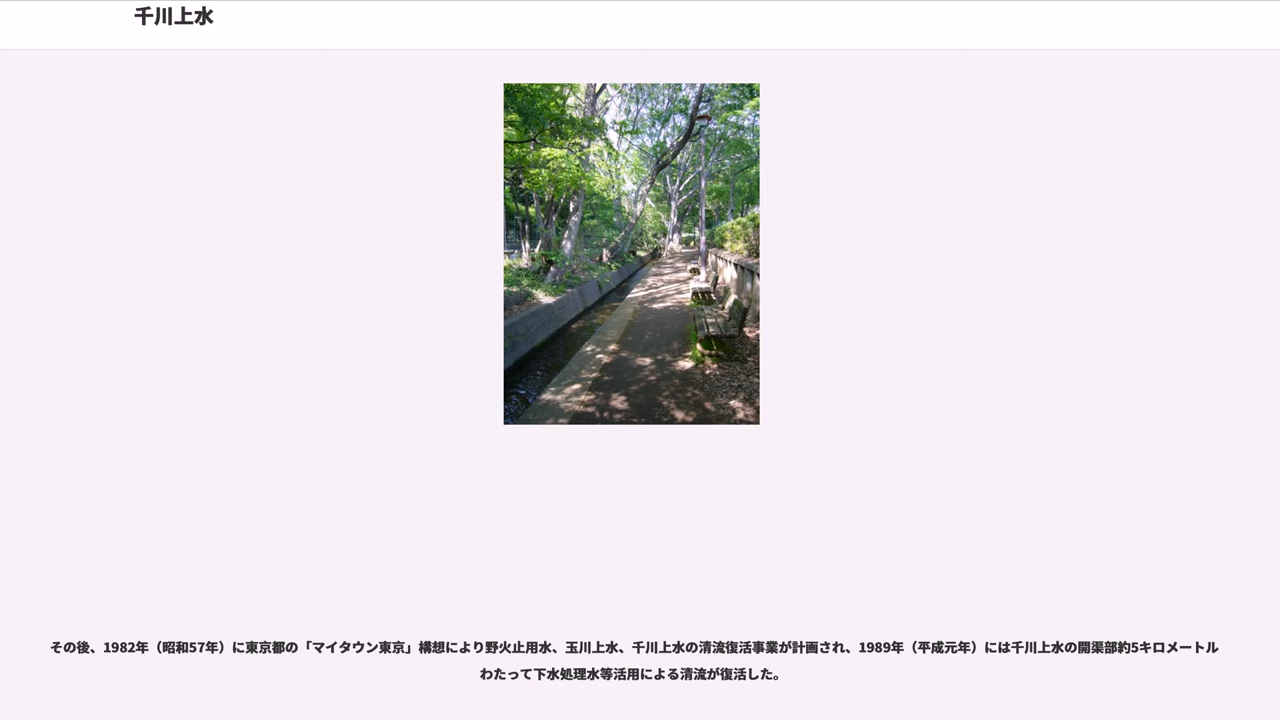 千川上水
その後、1982年（昭和57年）に東京都の「マイタウン東京」構想により野火止用水、玉川上水、千川上水の清流復活事業が計画され、1989年（平成元年）には千川上水の開渠部約5キロメートル
わたって下水処理水等活用による清流が復活した。